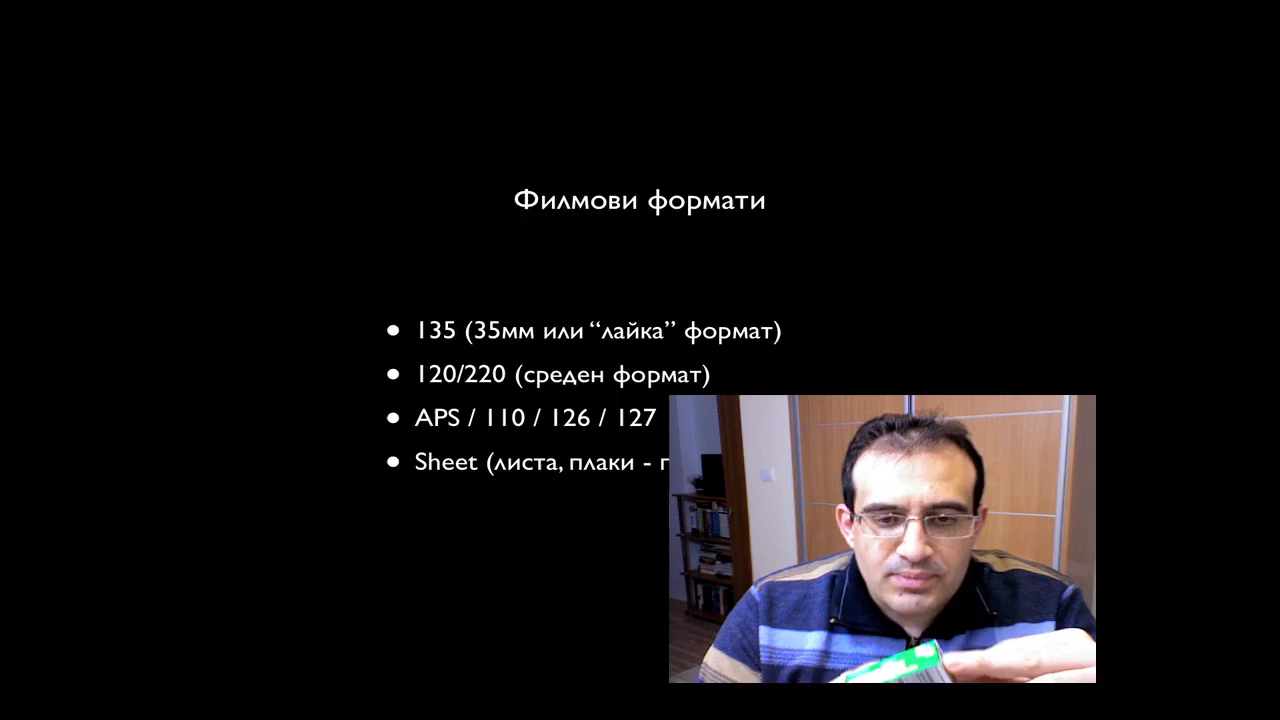 Филмови формати
• 135 (35мм или “лайка” формат)
• 120/220 (среден формат)
• APS / 110 / 126 / 127
• Sheet (листа, плаки -